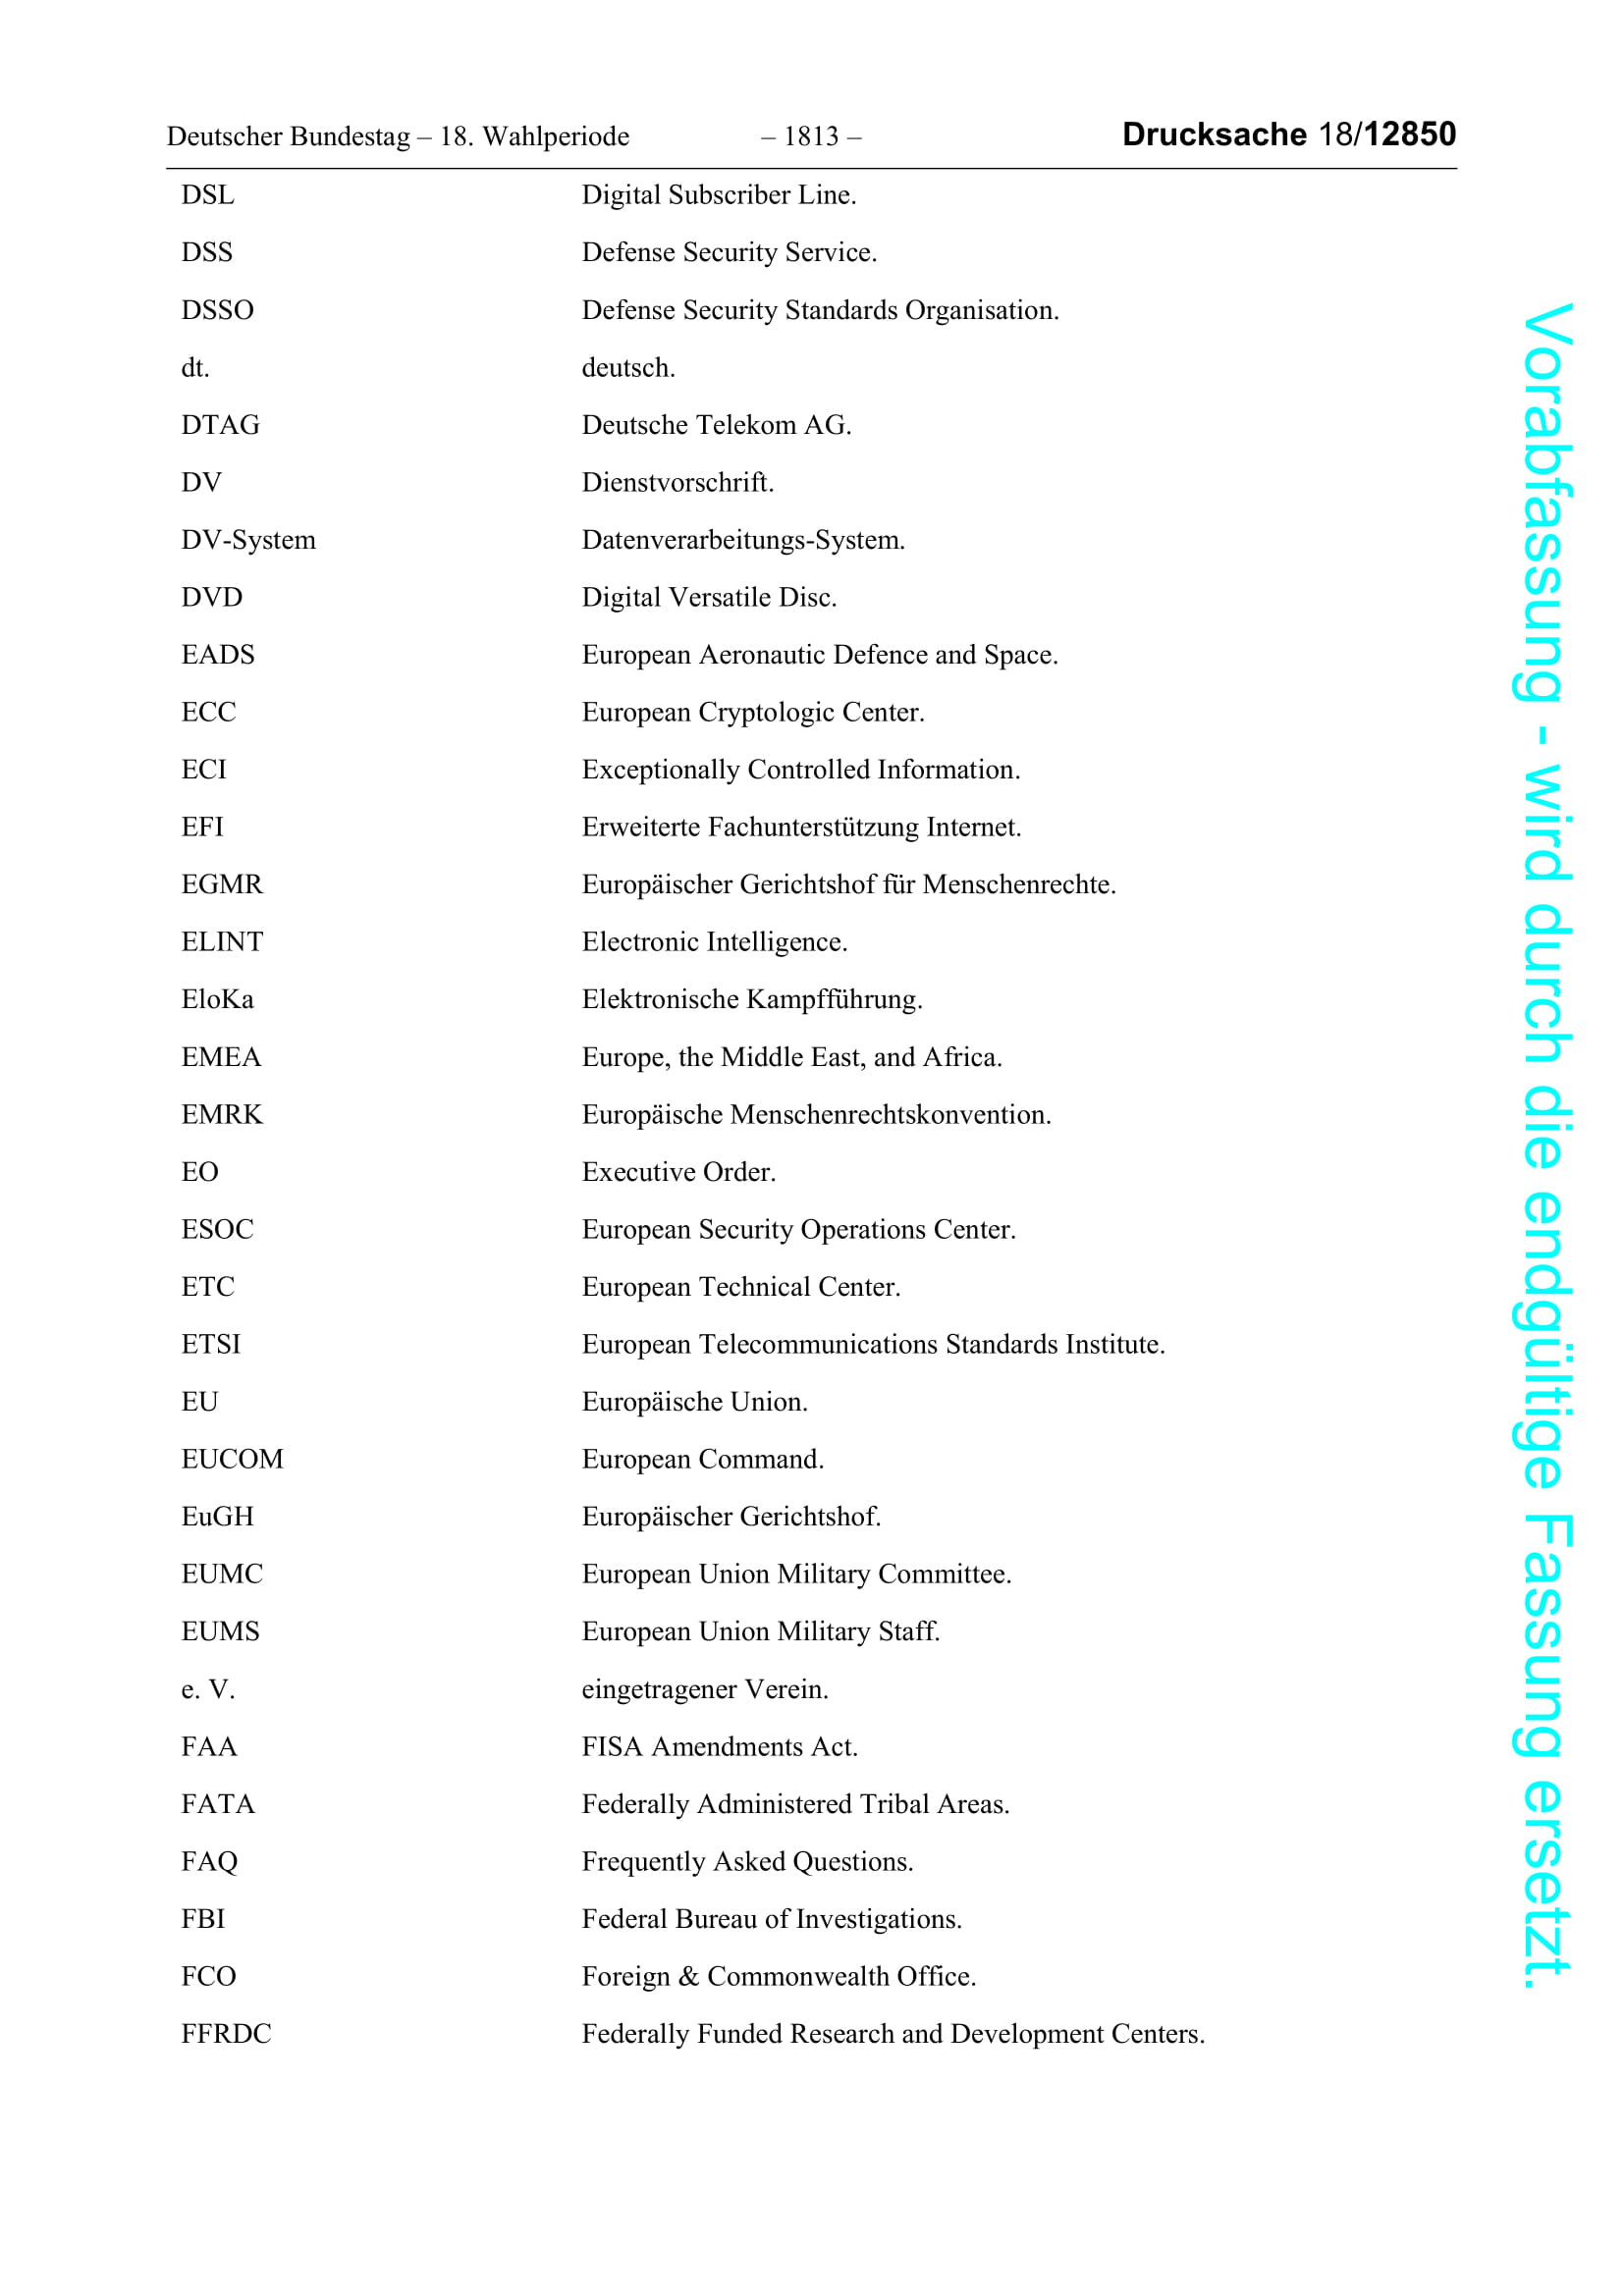 Deutscher Bundestag – 18. Wahlperiode – 1813 – Drucksache 18/12850
DSL Digital Subscriber Line.
DSS Defense Security Service.
DSSO Defense Security Standards Organisation.
dt. deutsch.
DTAG Deutsche Telekom AG.
DV Dienstvorschrift.
DV-System Datenverarbeitungs-System.
DVD Digital Versatile Disc.
EADS European Aeronautic Defence and Space.
ECC European Cryptologic Center.
ECI Exceptionally Controlled Information.
EFI Erweiterte Fachunterstützung Internet.
EGMR Europäischer Gerichtshof für Menschenrechte.
ELINT Electronic Intelligence.
EloKa Elektronische Kampfführung.
EMEA Europe, the Middle East, and Africa.
EMRK Europäische Menschenrechtskonvention.
EO Executive Order.
ESOC European Security Operations Center.
ETC European Technical Center.
ETSI European Telecommunications Standards Institute.
EU Europäische Union.
EUCOM European Command.
EuGH Europäischer Gerichtshof.
EUMC European Union Military Committee.
EUMS European Union Military Staff.
e. V. eingetragener Verein.
FAA FISA Amendments Act.
FATA Federally Administered Tribal Areas.
FAQ Frequently Asked Questions.
FBI Federal Bureau of Investigations.
FCO Foreign & Commonwealth Office.
FFRDC Federally Funded Research and Development Centers.
Vorabfassung - wird durch die endgültige Fassung ersetzt.